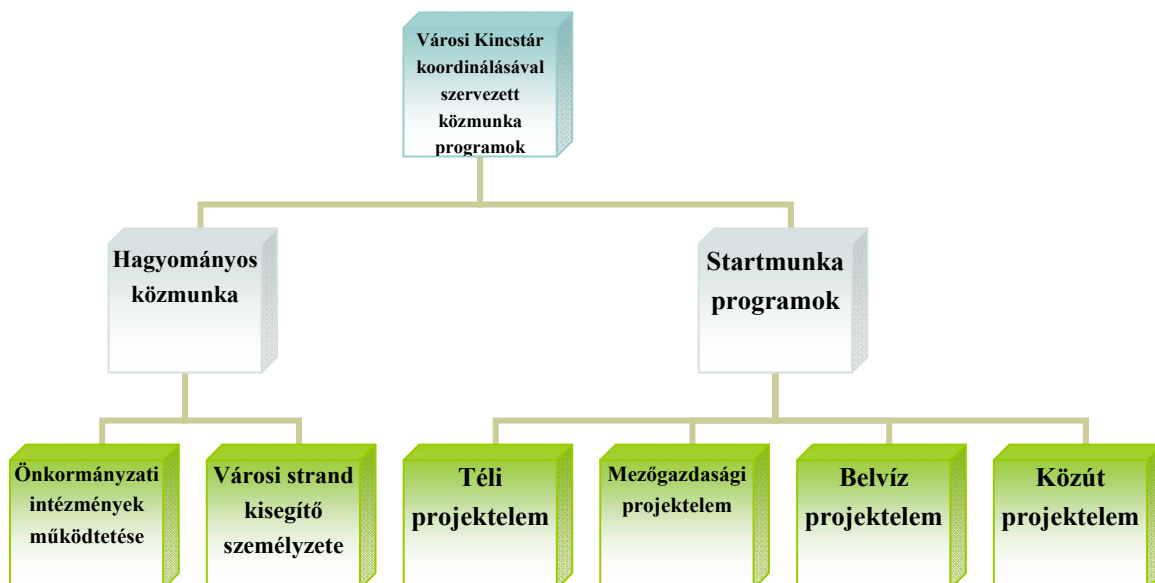 Városi Kincstár
koordinálásával
szervezett
közmunka
programok
Hagyományos
közmunka
Startmunka
programok
Önkormányzati
intézmények
működtetése
Városi strand
kisegítő
személyzete
Téli
projektelem
Mezőgazdasági
projektelem
Belvíz
projektelem
Közút
projektelem